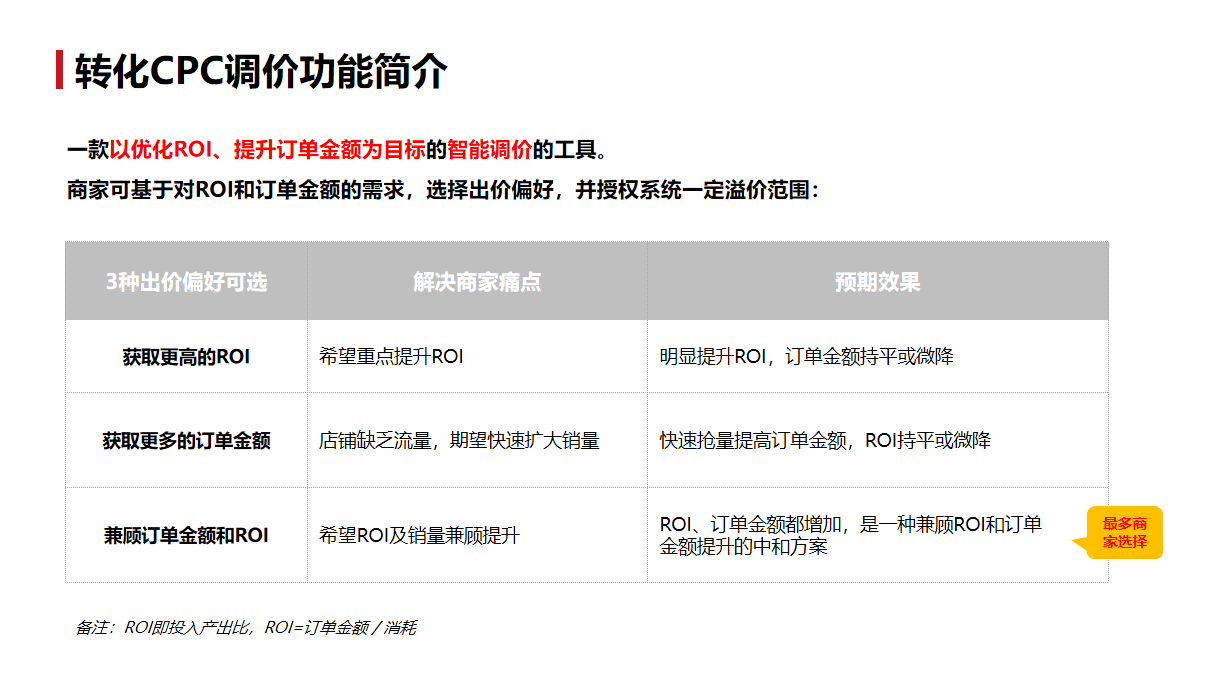 转化CPC调价功能简介
一款以优化ROI、提升订单金额为目标的智能调价的工具。
商家可基于对ROI和订单金额的需求，选择出价偏好，并授权系统一定溢价范围：
3种出价偏好可选 解决商家痛点 预期效果
获取更高的ROI 希望重点提升ROI 明显提升ROI，订单金额持平或微降
获取更多的订单金额 店铺缺乏流量，期望快速扩大销量 快速抢量提高订单金额，ROI持平或微降
兼顾订单金额和ROI 希望ROI及销量兼顾提升 ROI、订单金额都增加，是一种兼顾ROI和订单
金额提升的中和方案
最多商
家选择
备注：ROI即投入产出比，ROI=订单金额 / 消耗